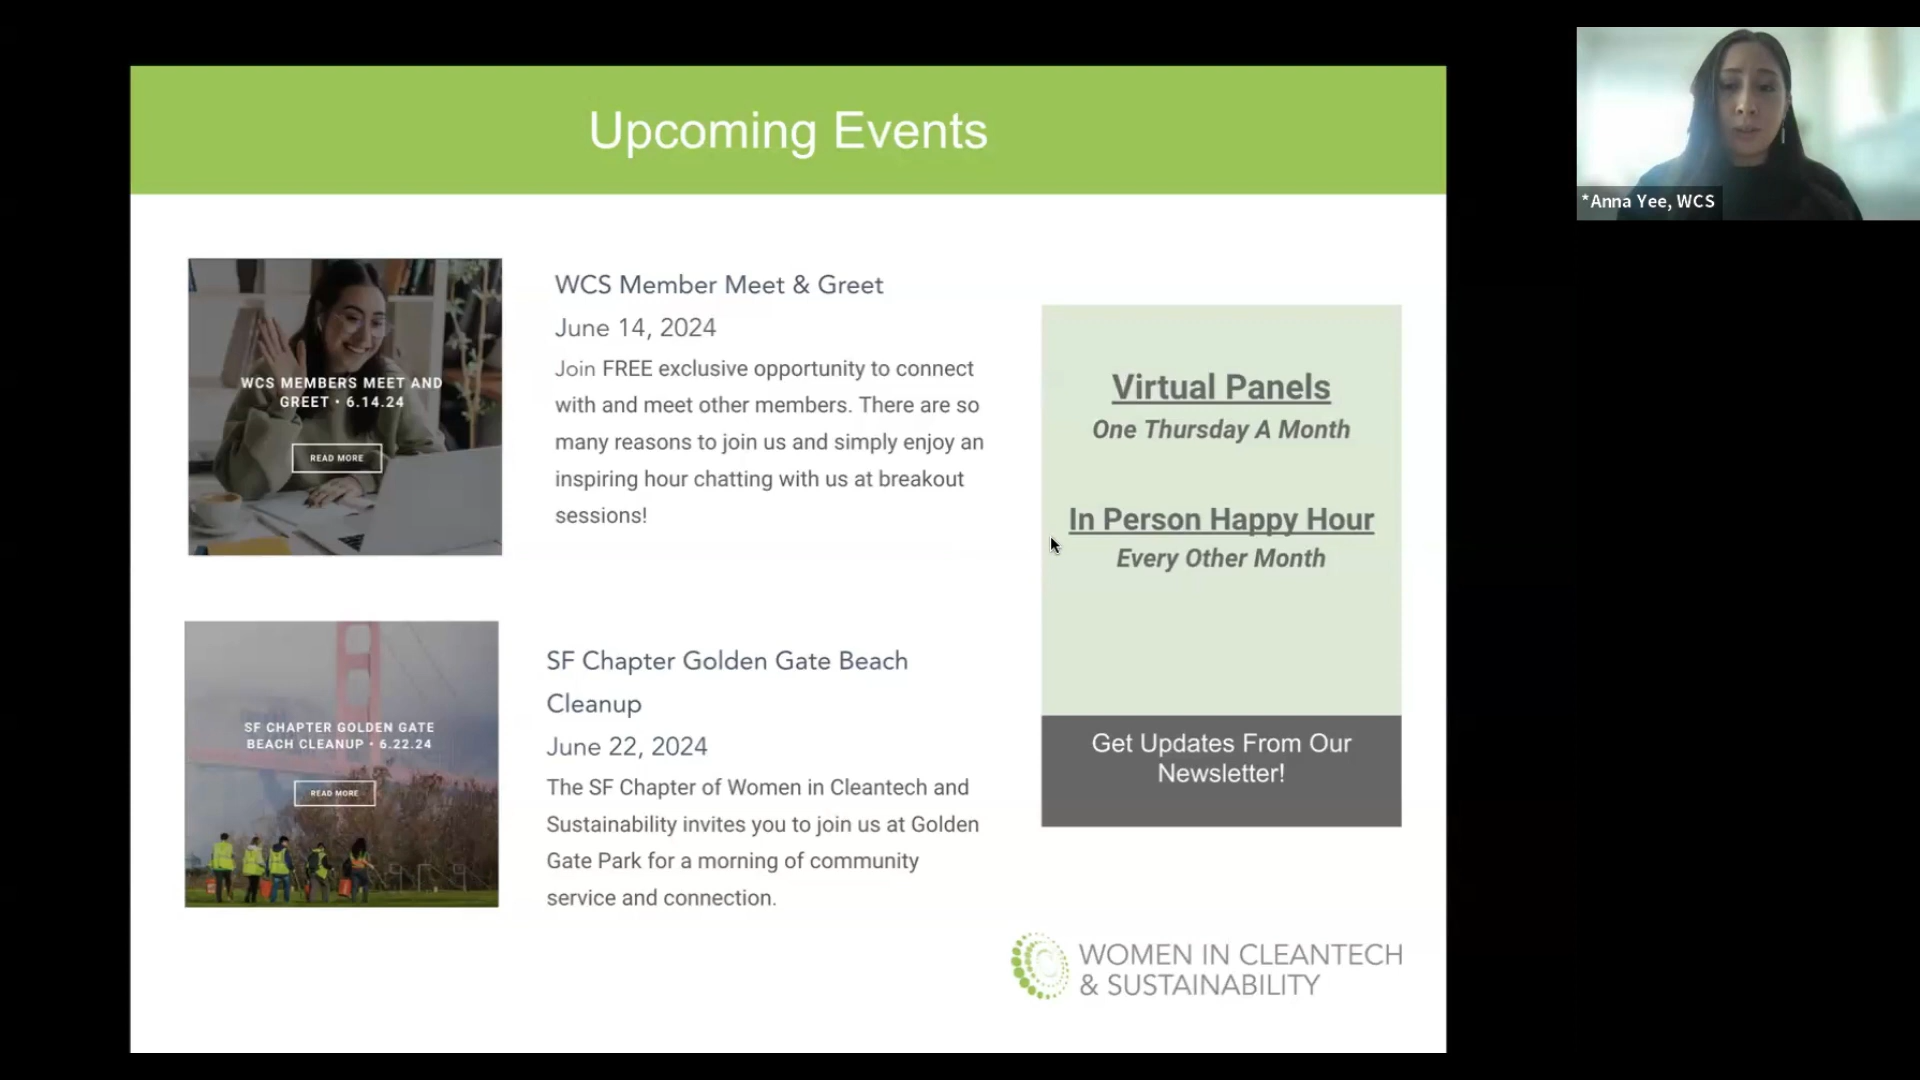 Upcoming Events
*Anna Yee, WCS
WCS MEMBERS MEET AND
GREET • 6.14.24
READ MORE
WCS Member Meet & Greet
June 14, 2024
Join FREE exclusive opportunity to connect
with and meet other members. There are so
many reasons to join us and simply enjoy an
inspiring hour chatting with us at breakout
sessions!
SF CHAPTER GOLDEN GATE
BEACH CLEANUP • 6.22.24
READ MORE
SF Chapter Golden Gate Beach
Cleanup
June 22, 2024
The SF Chapter of Women in Cleantech and
Sustainability invites you to join us at Golden
Gate Park for a morning of community
service and connection.
Virtual Panels
One Thursday A Month
In Person Happy Hour
Every Other Month
Get Updates From Our
Newsletter!
WOMEN IN CLEANTECH
& SUSTAINABILITY